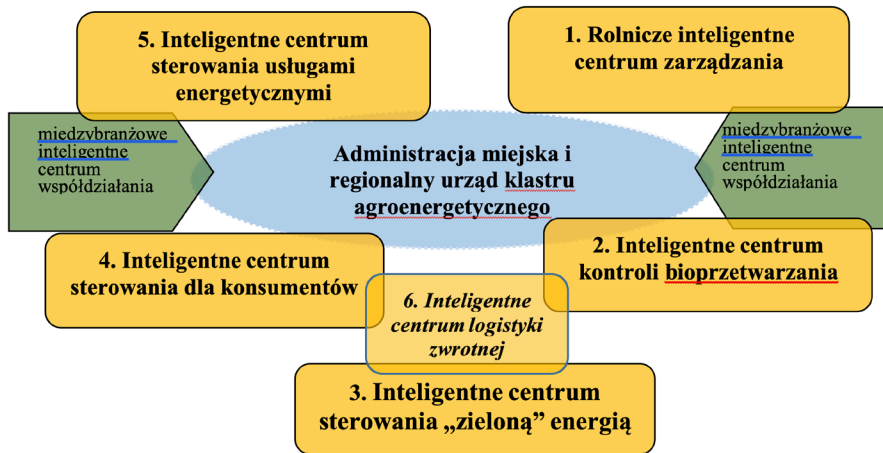 5. Inteligentne centrum
sterowania usługami
energetycznymi
1. Rolnicze inteligentne
centrum zarządzania
miedzybranżowe
inteligentne
centrum
współdziałania
Administracja miejska i
regionalny urząd klastru
agroenergetycznego
miedzybranżowe
inteligentne
centrum
współdziałania
4. Inteligentne centrum
sterowania dla konsumentów
2. Inteligentne centrum
kontroli bioprzetwarzania
6. Inteligentne
centrum logistyki
zwrotnej
3. Inteligentne centrum
sterowania „zieloną” energią